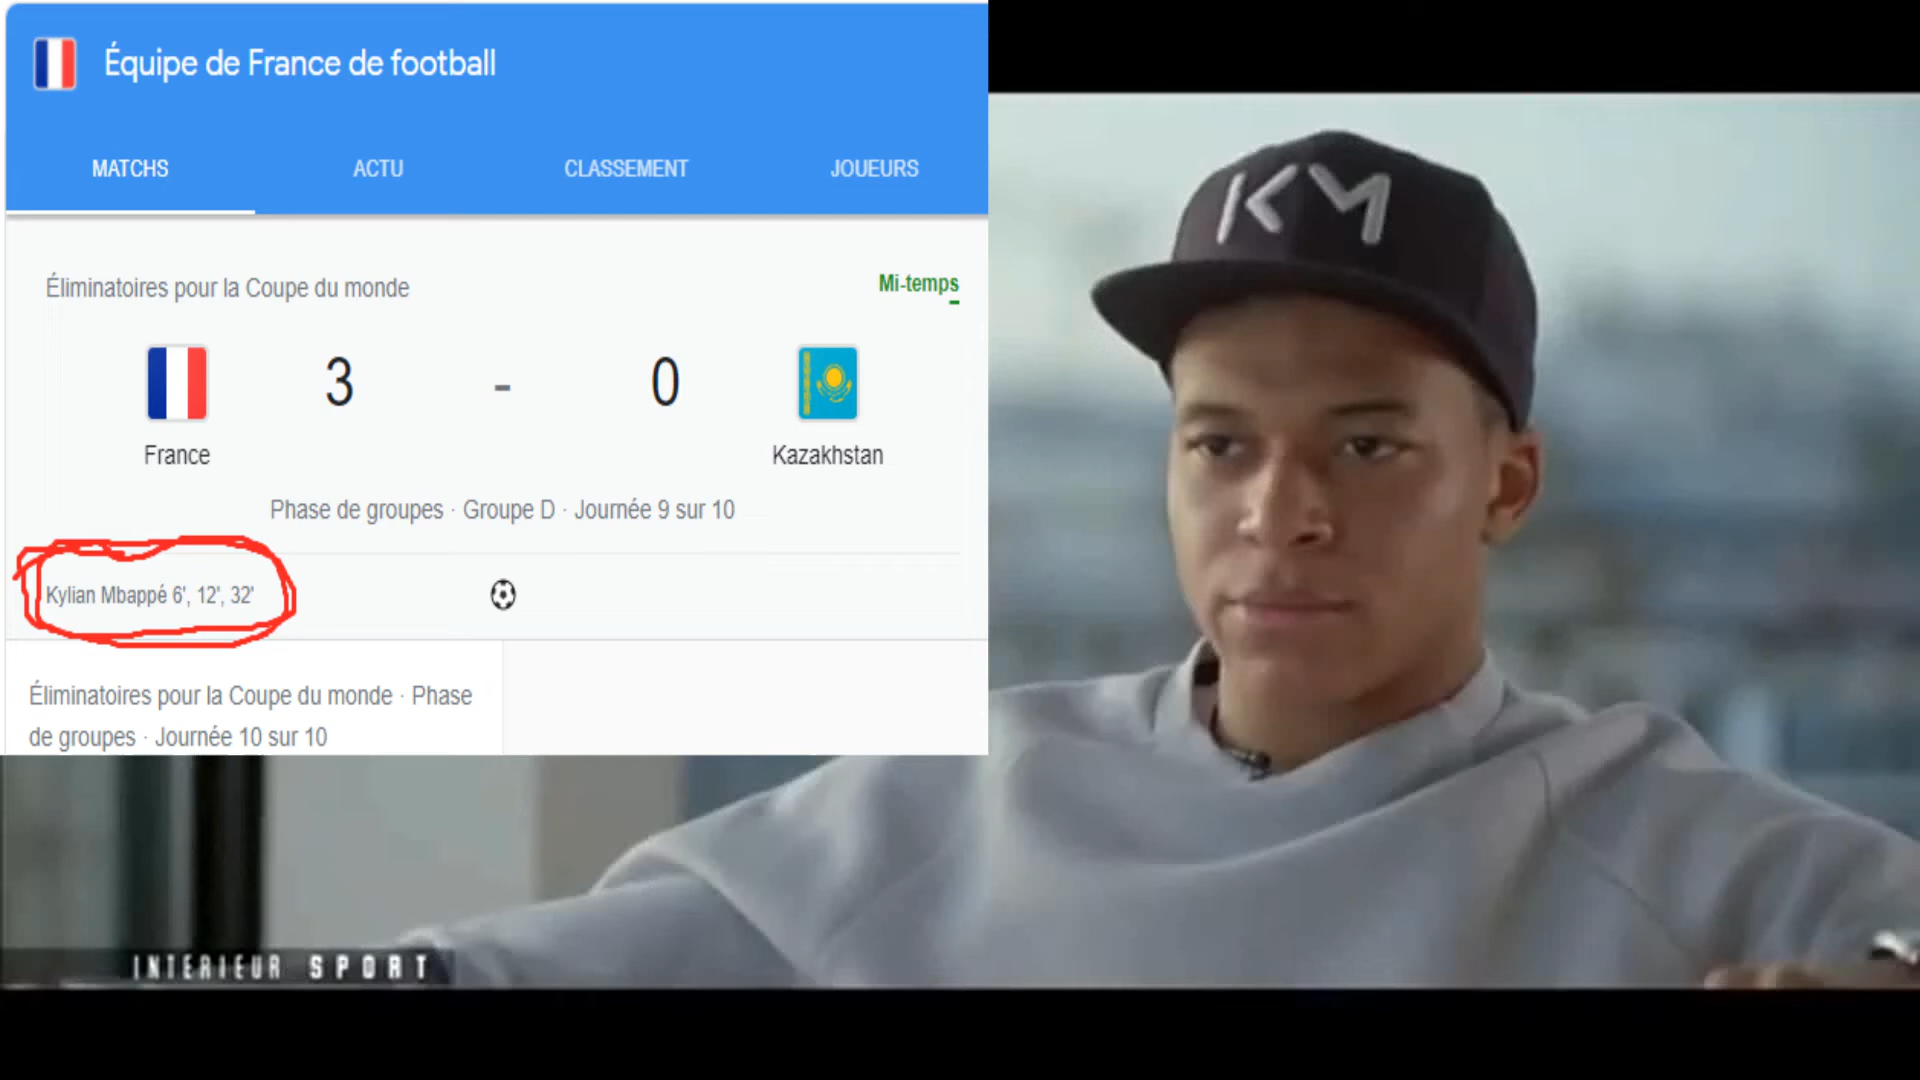 Équipe de France de football
MATCHS ACTU CLASSEMENT JOUEURS
Éliminatoires pour la Coupe du monde Mi-temps
3 - 0
France Kazakhstan
Phase de groupes · Groupe D · Journée 9 sur 10
Kylian Mbappé 6', 12', 32'
Éliminatoires pour la Coupe du monde · Phase
de groupes · Journée 10 sur 10
KM
INTERIEUR SPORT